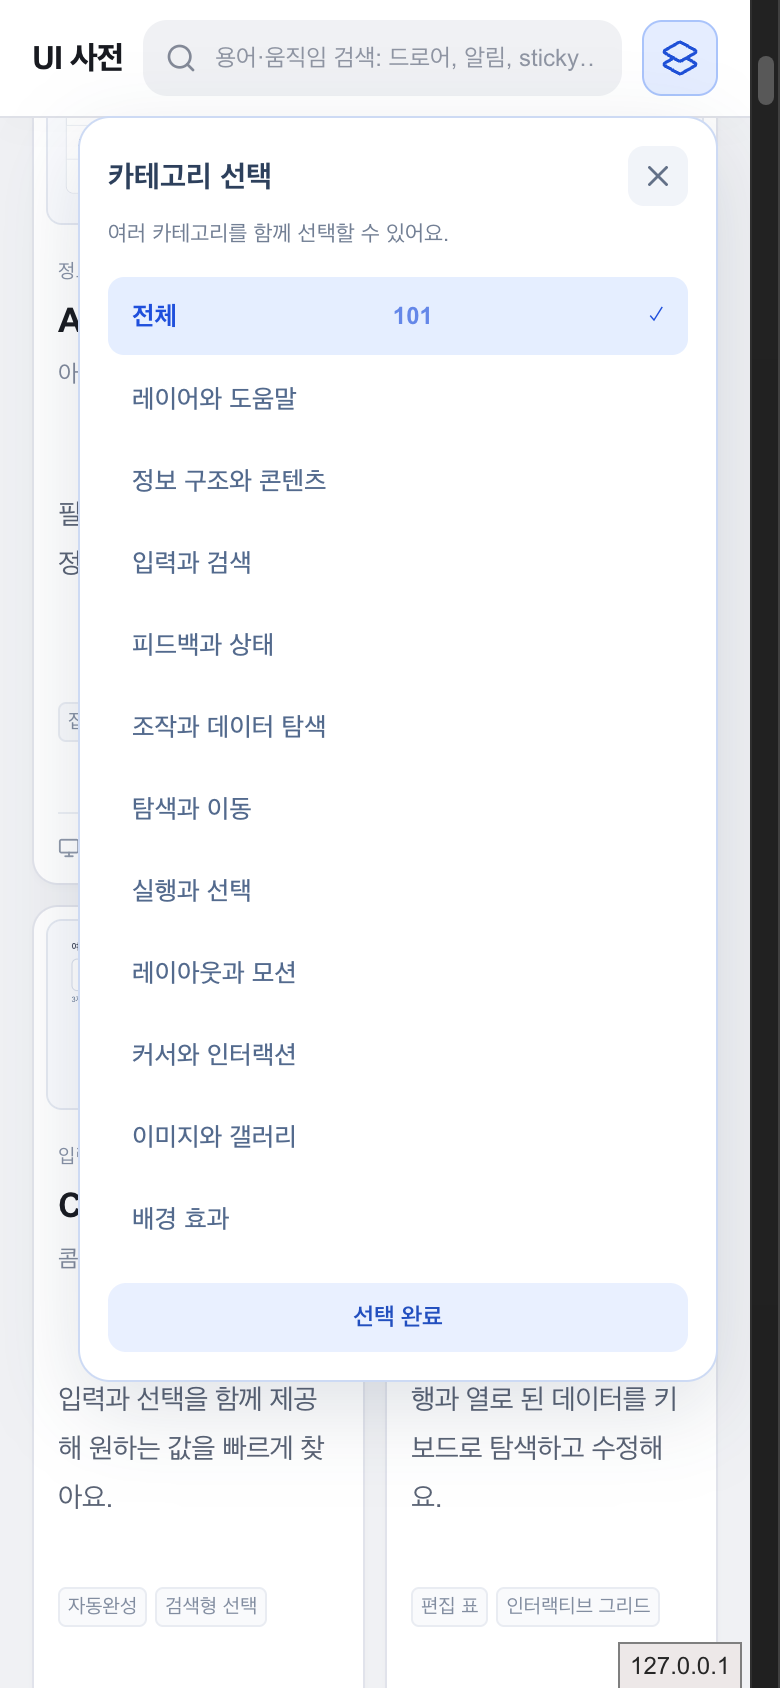 UI 사전
용어·움직임 검색: 드로어, 알림, sticky..
카테고리 선택
여러 카테고리를 함께 선택할 수 있어요.
전체 101 ✓
레이어와 도움말
정보 구조와 콘텐츠
입력과 검색
피드백과 상태
조작과 데이터 탐색
탐색과 이동
실행과 선택
레이아웃과 모션
커서와 인터랙션
이미지와 갤러리
배경 효과
선택 완료
정
A
아
필
정
입
C
콤
입력과 선택을 함께 제공
해 원하는 값을 빠르게 찾
아요.
자동완성 검색형 선택
행과 열로 된 데이터를 키
보드로 탐색하고 수정해
요.
편집 표 인터랙티브 그리드
127.0.0.1